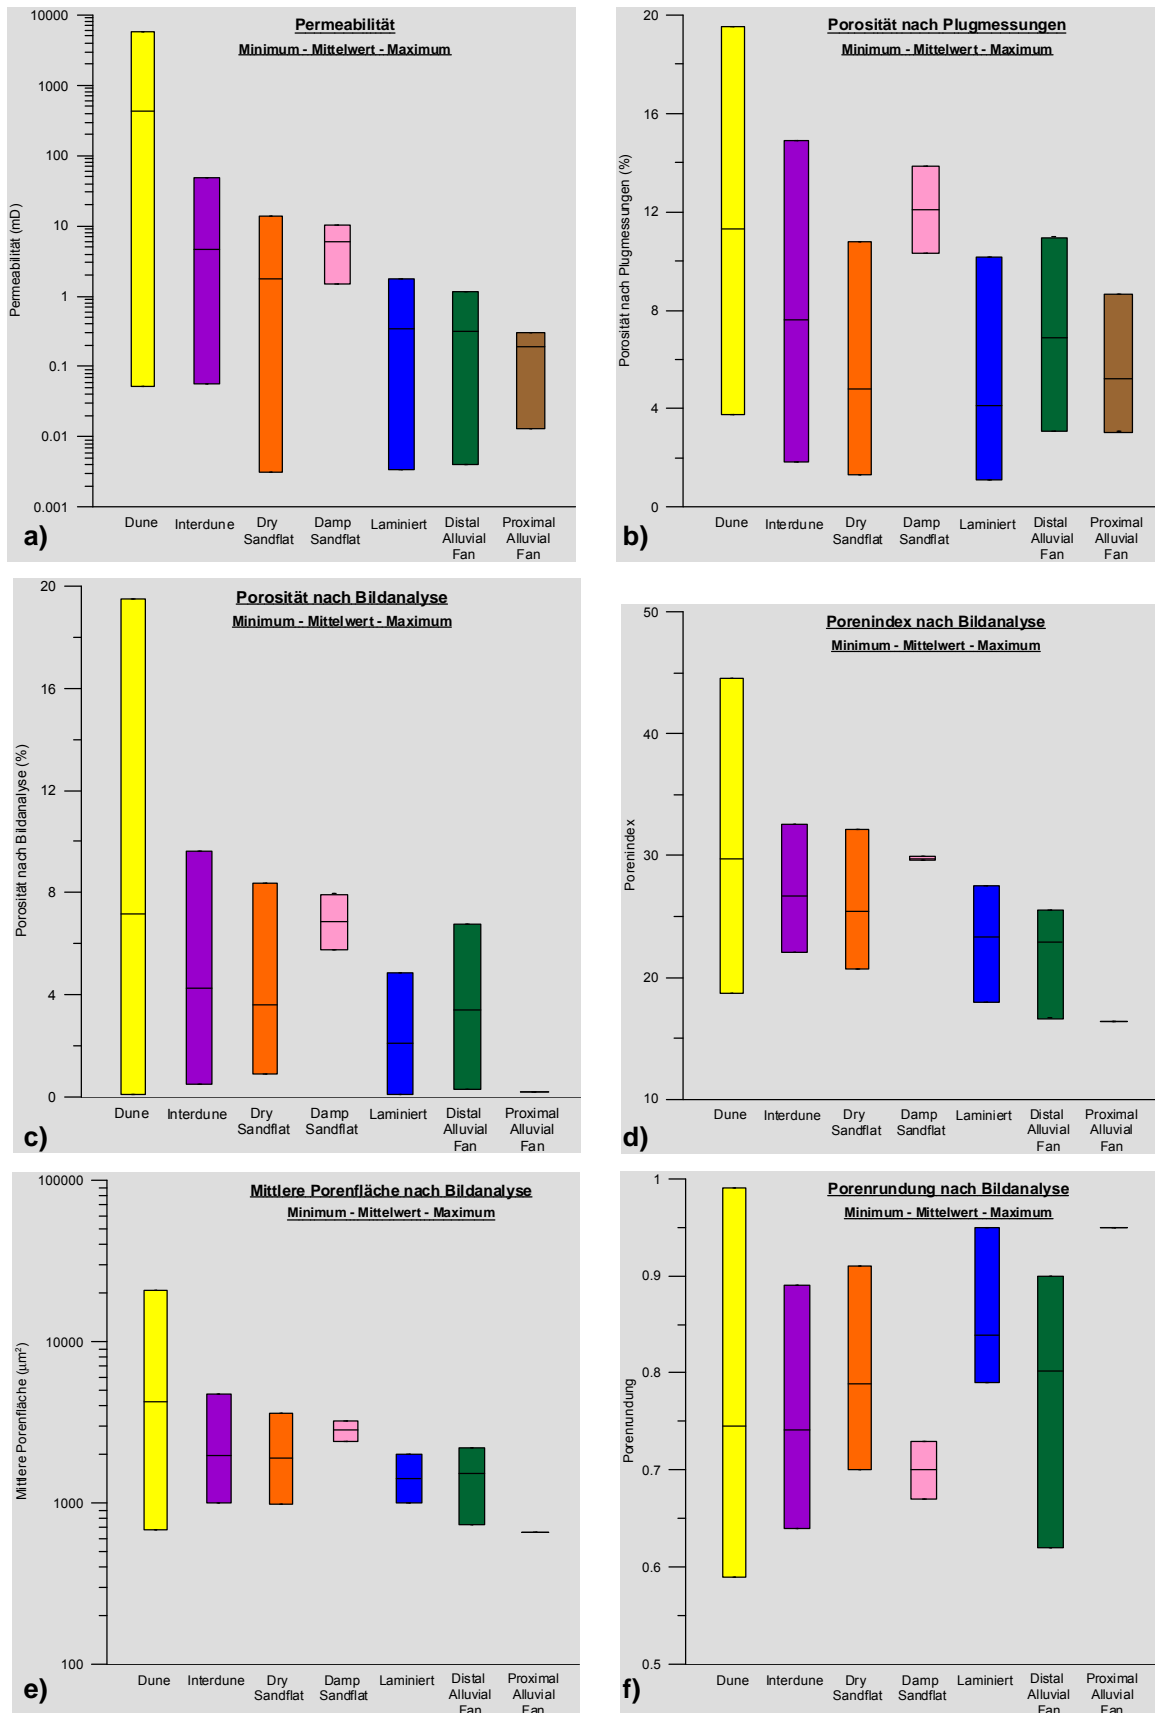 Permeabilität
Minimum - Mittelwert - Maximum
Permeabilität (mD)
10000
1000
100
10
1
0.1
0.01
0.001
Dune Interdune Dry Damp Laminiert Distal Proximal
Sandflat Sandflat Alluvial Alluvial
Fan Fan
a)
Porosität nach Plugmessungen
Minimum - Mittelwert - Maximum
Porosität nach Plugmessungen (%)
20
16
12
8
4
0
Dune Interdune Dry Damp Laminiert Distal Proximal
Sandflat Sandflat Alluvial Alluvial
Fan Fan
b)
Porosität nach Bildanalyse
Minimum - Mittelwert - Maximum
Porosität nach Bildanalyse (%)
20
16
12
8
4
0
Dune Interdune Dry Damp Laminiert Distal Proximal
Sandflat Sandflat Alluvial Alluvial
Fan Fan
c)
Porenindex nach Bildanalyse
Minimum - Mittelwert - Maximum
Porenindex
50
40
30
20
10
Dune Interdune Dry Damp Laminiert Distal Proximal
Sandflat Sandflat Alluvial Alluvial
Fan Fan
d)
Mittlere Porenfläche nach Bildanalyse
Minimum - Mittelwert - Maximum
Mittlere Porenfläche (µm²)
100000
10000
1000
100
Dune Interdune Dry Damp Laminiert Distal Proximal
Sandflat Sandflat Alluvial Alluvial
Fan Fan
e)
Porenrundung nach Bildanalyse
Minimum - Mittelwert - Maximum
Porenrundung
1
0.9
0.8
0.7
0.6
0.5
Dune Interdune Dry Damp Laminiert Distal Proximal
Sandflat Sandflat Alluvial Alluvial
Fan Fan
f)